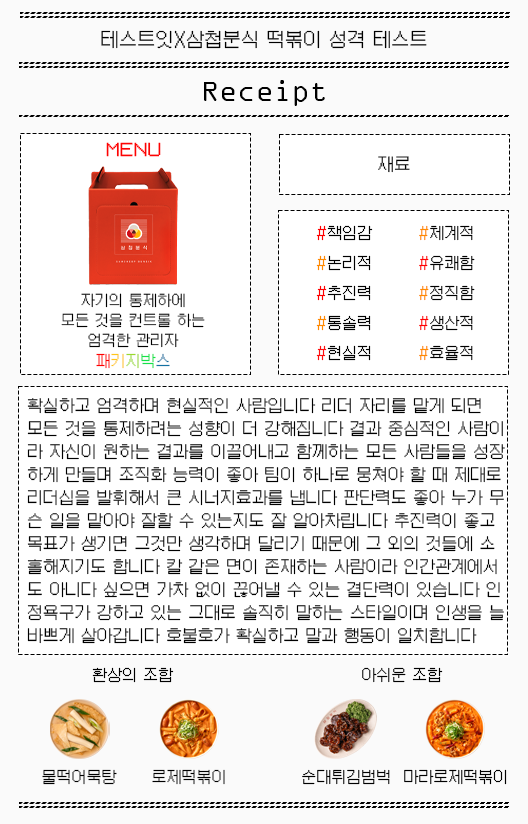 테스트잇X삼첩분식 떡볶이 성격 테스트
Receipt
MENU
삼첩분식
자기의 통제하에
모든 것을 컨트롤 하는
엄격한 관리자
패키지박스
재료
#책임감 #체계적
#논리적 #유쾌함
#추진력 #정직함
#통솔력 #생산적
#현실적 #효율적
확실하고 엄격하며 현실적인 사람입니다 리더 자리를 맡게 되면
모든 것을 통제하려는 성향이 더 강해집니다 결과 중심적인 사람이
라 자신이 원하는 결과를 이끌어내고 함께하는 모든 사람들을 성장
하게 만들며 조직화 능력이 좋아 팀이 하나로 뭉쳐야 할 때 제대로
리더십을 발휘해서 큰 시너지효과를 냅니다 판단력도 좋아 누가 무
슨 일을 맡아야 잘할 수 있는지도 잘 알아차립니다 추진력이 좋고
목표가 생기면 그것만 생각하며 달리기 때문에 그 외의 것들에 소
홀해지기도 합니다 칼 같은 면이 존재하는 사람이라 인간관계에서
도 아니다 싶으면 가차 없이 끊어낼 수 있는 결단력이 있습니다 인
정욕구가 강하고 있는 그대로 솔직히 말하는 스타일이며 인생을 늘
바쁘게 살아갑니다 호불호가 확실하고 말과 행동이 일치합니다
환상의 조합 아쉬운 조합
물떡어묵탕 로제떡볶이 순대튀김범벅 마라로제떡볶이